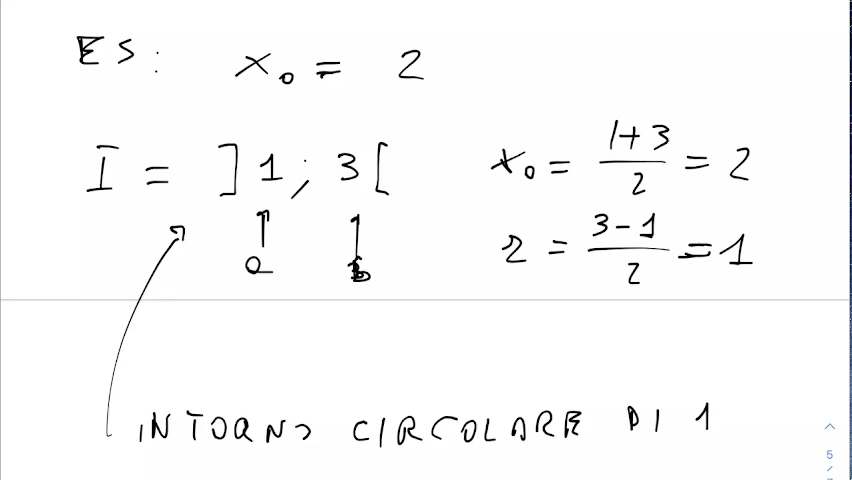 ES: x₀ = 2
I = ]1; 3[
a b
x₀ = (1+3)/2 = 2
r = (3-1)/2 = 1
INTORNO CIRCOLARE DI 1
5